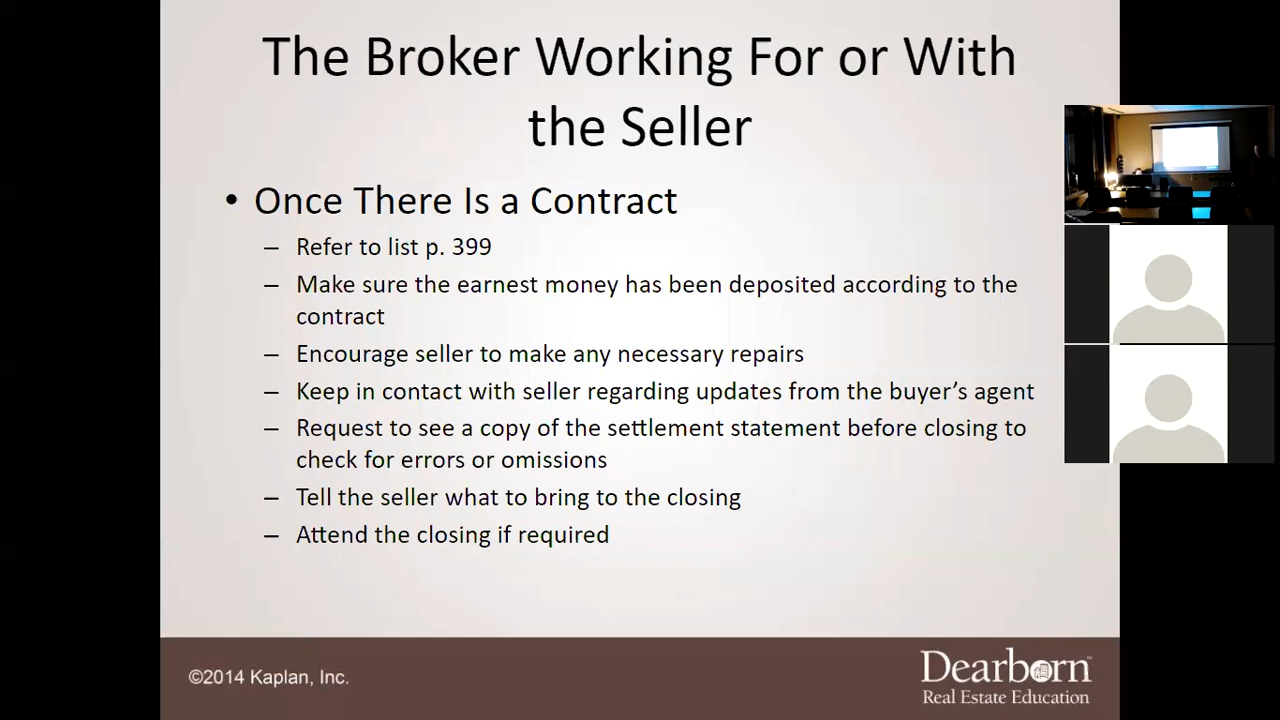 The Broker Working For or With
the Seller
• Once There Is a Contract
– Refer to list p. 399
– Make sure the earnest money has been deposited according to the
contract
– Encourage seller to make any necessary repairs
– Keep in contact with seller regarding updates from the buyer’s agent
– Request to see a copy of the settlement statement before closing to
check for errors or omissions
– Tell the seller what to bring to the closing
– Attend the closing if required
©2014 Kaplan, Inc.
Dearborn™
Real Estate Education